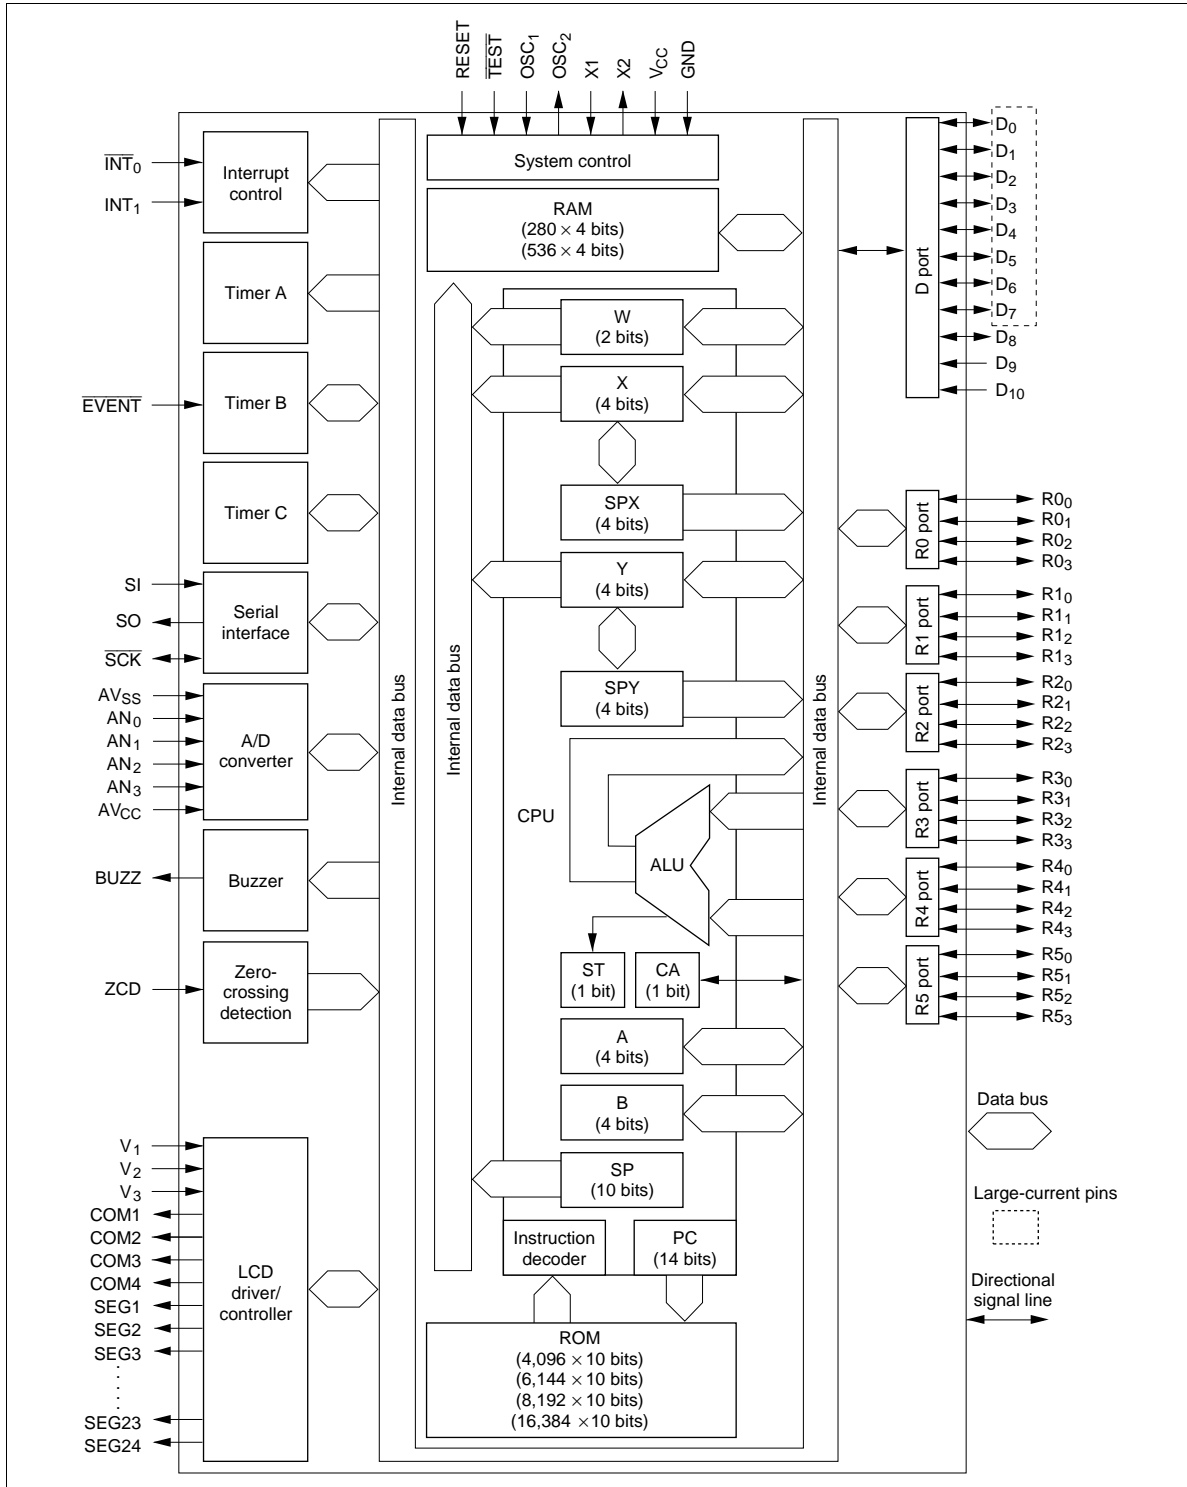 RESET
TEST
OSC1
OSC2
X1
X2
VCC
GND
System control
RAM
(280 × 4 bits)
(536 × 4 bits)
INT0
INT1
Interrupt
control
Timer A
EVENT
Timer B
Timer C
SI
SO
SCK
Serial
interface
AVSS
AN0
AN1
AN2
AN3
AVCC
A/D
converter
BUZZ
Buzzer
ZCD
Zero-
crossing
detection
V1
V2
V3
COM1
COM2
COM3
COM4
SEG1
SEG2
SEG3
SEG23
SEG24
LCD
driver/
controller
Internal data bus
Internal data bus
W
(2 bits)
X
(4 bits)
SPX
(4 bits)
Y
(4 bits)
SPY
(4 bits)
CPU
ALU
ST
(1 bit)
CA
(1 bit)
A
(4 bits)
B
(4 bits)
SP
(10 bits)
Instruction
decoder
PC
(14 bits)
ROM
(4,096 × 10 bits)
(6,144 × 10 bits)
(8,192 × 10 bits)
(16,384 × 10 bits)
Internal data bus
D port
D0
D1
D2
D3
D4
D5
D6
D7
D8
D9
D10
R0 port
R00
R01
R02
R03
R1 port
R10
R11
R12
R13
R2 port
R20
R21
R22
R23
R3 port
R30
R31
R32
R33
R4 port
R40
R41
R42
R43
R5 port
R50
R51
R52
R53
Data bus
Large-current pins
Directional
signal line